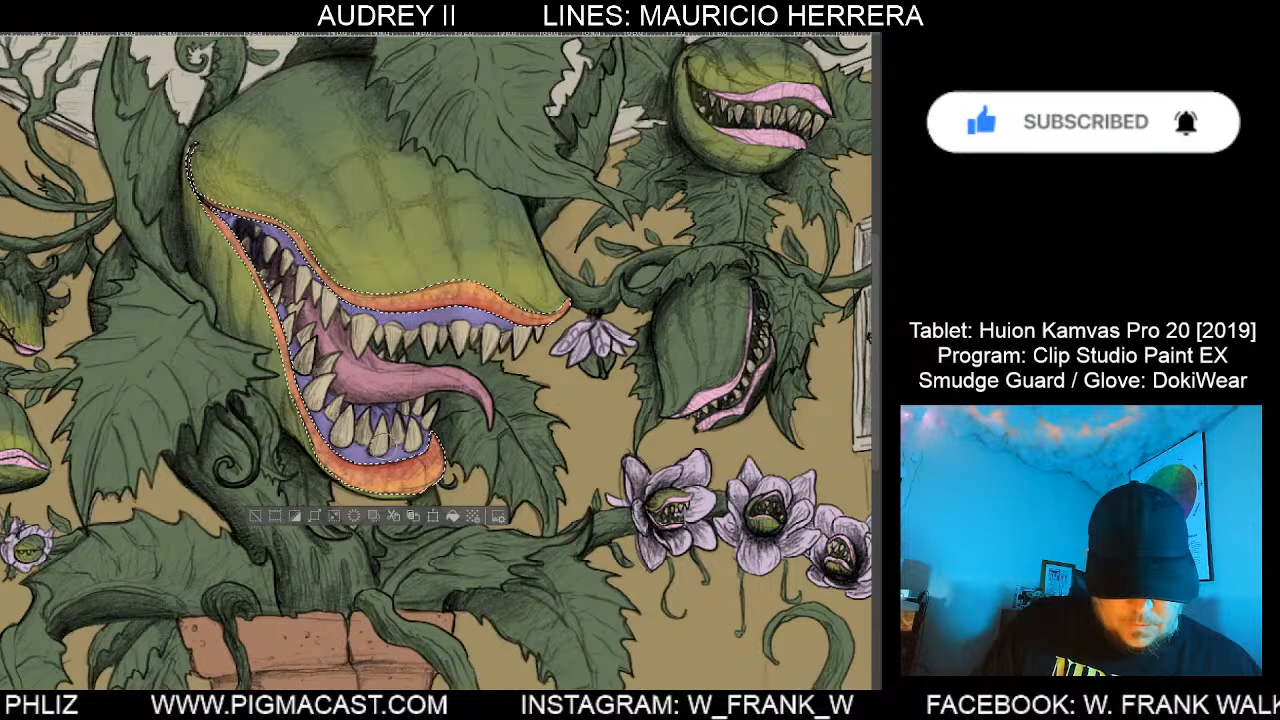 AUDREY II LINES: MAURICIO HERRERA
SUBSCRIBED
Tablet: Huion Kamvas Pro 20 [2019]
Program: Clip Studio Paint EX
Smudge Guard / Glove: DokiWear
PHLIZ WWW.PIGMACAST.COM INSTAGRAM: W_FRANK_W FACEBOOK: W. FRANK WALK